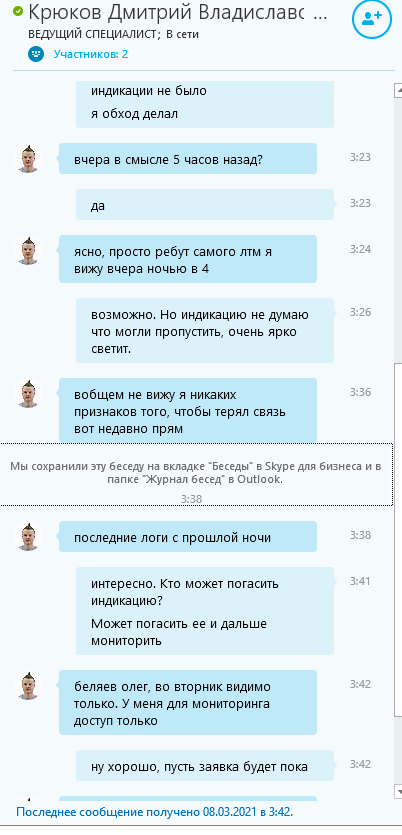 Крюков Дмитрий Владиславс ...
ВЕДУЩИЙ СПЕЦИАЛИСТ; В сети
Участников: 2
индикации не было
я обход делал
вчера в смысле 5 часов назад?
3:23
да
3:23
ясно, просто ребут самого лтм я
вижу вчера ночью в 4
3:24
возможно. Но индикацию не думаю
что могли пропустить, очень ярко
светит.
3:26
вобщем не вижу я никаких
признаков того, чтобы терял связь
вот недавно прям
3:36
Мы сохранили эту беседу на вкладке "Беседы" в Skype для бизнеса и в
папке "Журнал бесед" в Outlook.
3:38
последние логи с прошлой ночи
3:38
интересно. Кто может погасить
индикацию?
Может погасить ее и дальше
мониторить
3:41
беляев олег, во вторник видимо
только. У меня для мониторинга
доступ только
3:42
ну хорошо, пусть заявка будет пока
3:42
Последнее сообщение получено 08.03.2021 в 3:42.